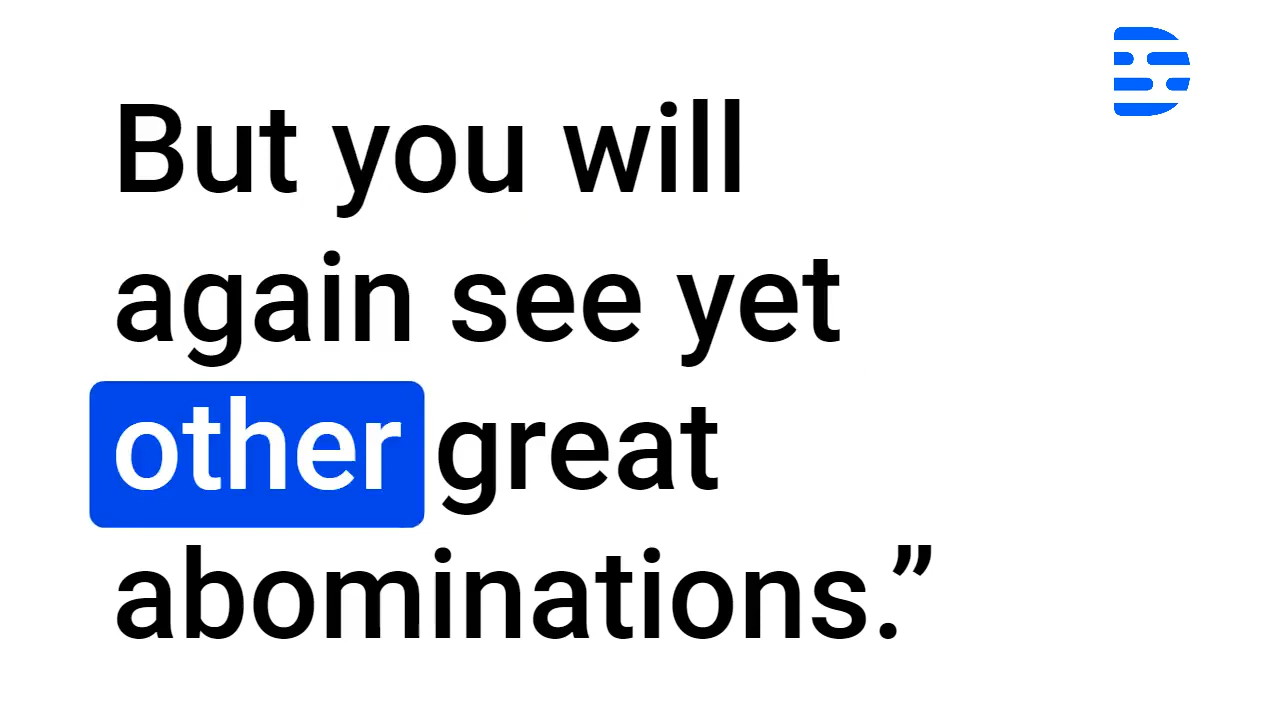 But you will
again see yet
other great
abominations.”